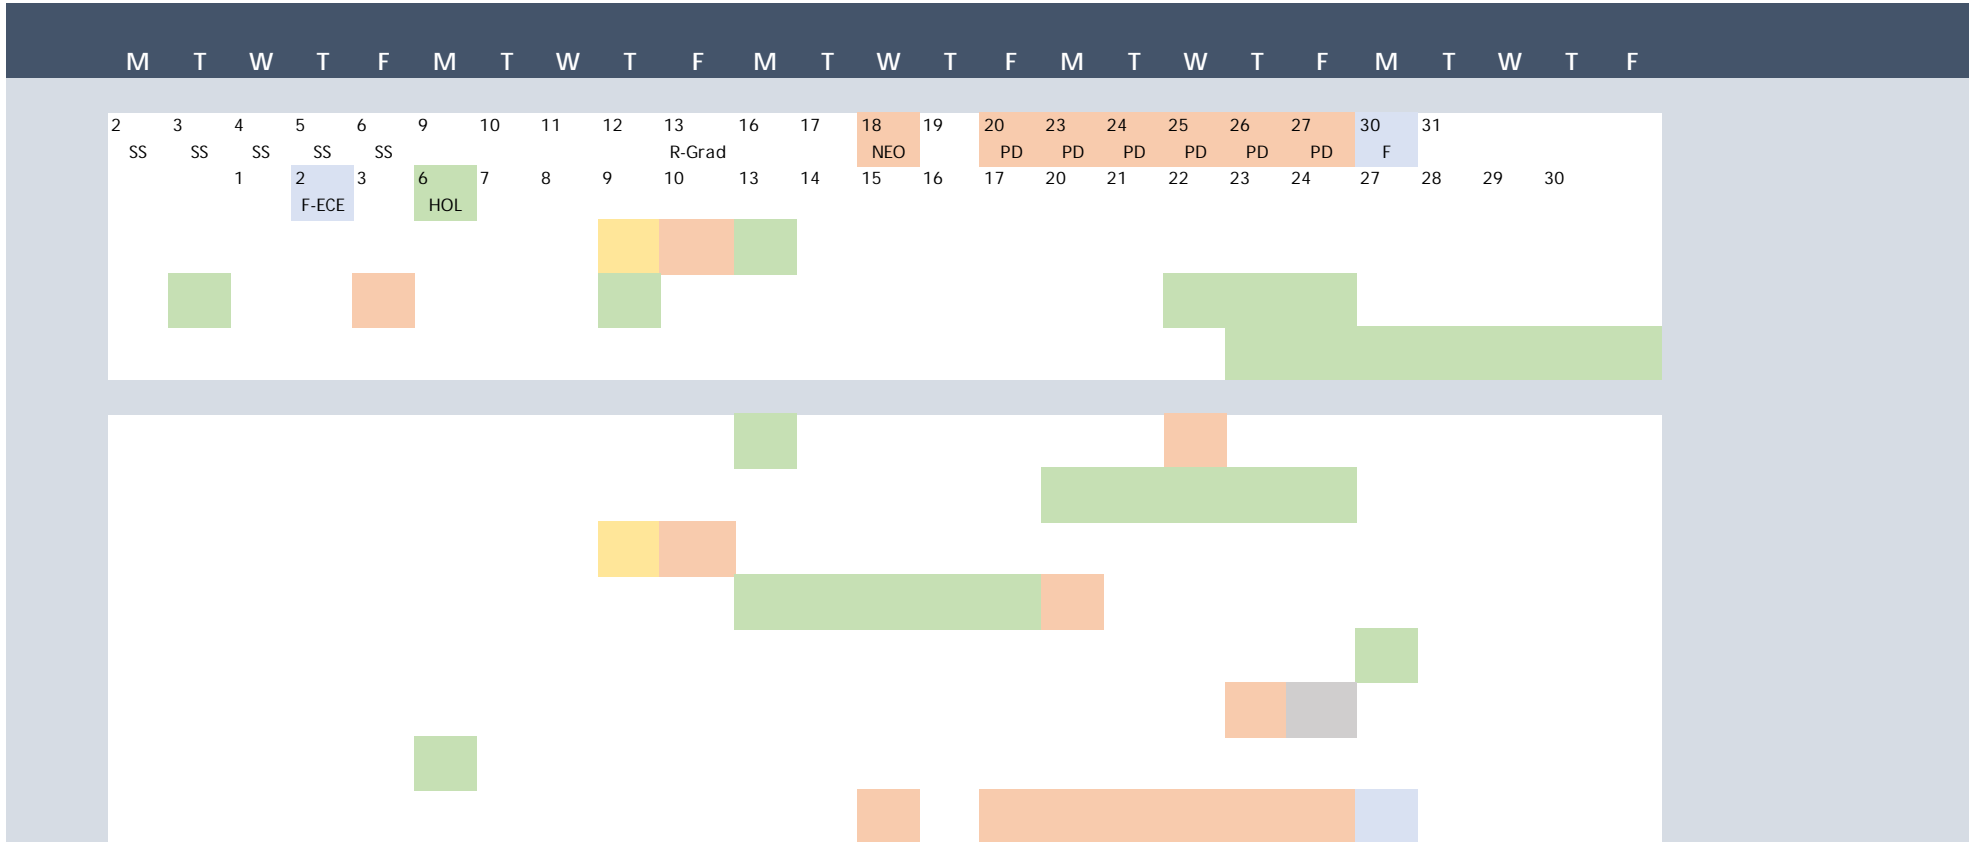 M T W T F M T W T F M T W T F M T W T F M T W T F
2 3 4 5 6 9 10 11 12 13 16 17 18 19 20 23 24 25 26 27 30 31
SS SS SS SS SS R-Grad NEO PD PD PD PD PD PD F
1 2 3 6 7 8 9 10 13 14 15 16 17 20 21 22 23 24 27 28 29 30
F-ECE HOL